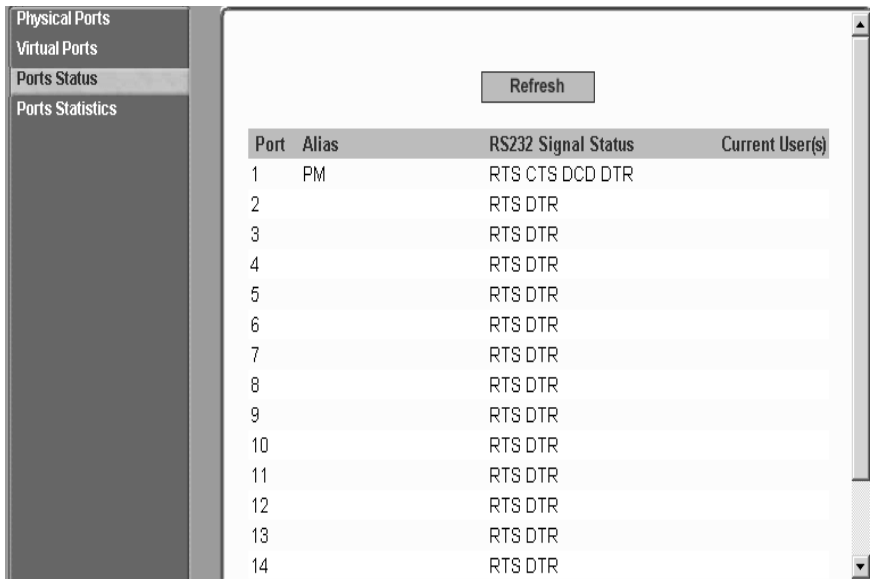 Physical Ports
Virtual Ports
Ports Status
Ports Statistics
Refresh
Port Alias RS232 Signal Status Current User(s)
1 PM RTS CTS DCD DTR
2 RTS DTR
3 RTS DTR
4 RTS DTR
5 RTS DTR
6 RTS DTR
7 RTS DTR
8 RTS DTR
9 RTS DTR
10 RTS DTR
11 RTS DTR
12 RTS DTR
13 RTS DTR
14 RTS DTR